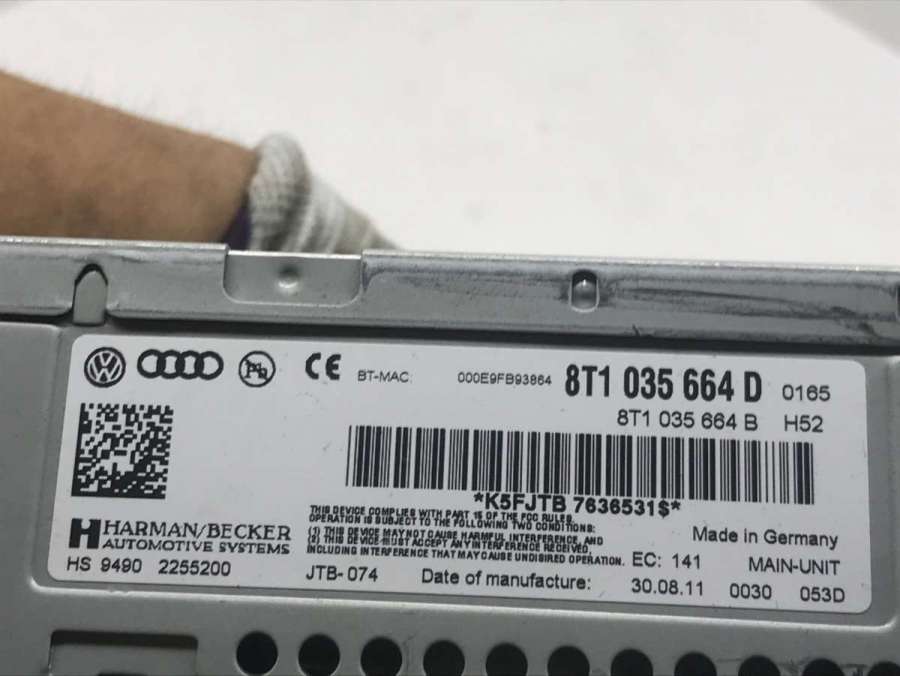 Pb
CE
BT-MAC: 000E9FB93864 8T1 035 664 D 0165
8T1 035 664 B H52
*K5FJTB 7636531$*
THIS DEVICE COMPLIES WITH PART 15 OF THE FCC RULES.
OPERATION IS SUBJECT TO THE FOLLOWING TWO CONDITIONS:
(1) THIS DEVICE MAY NOT CAUSE HARMFUL INTERFERENCE, AND
(2) THIS DEVICE MUST ACCEPT ANY INTERFERENCE RECEIVED,
INCLUDING INTERFERENCE THAT MAY CAUSE UNDISIRED OPERATION.
Made in Germany
HARMAN/BECKER
AUTOMOTIVE SYSTEMS
EC: 141 MAIN-UNIT
HS 9490 2255200 JTB-074 Date of manufacture: 30.08.11 0030 053D